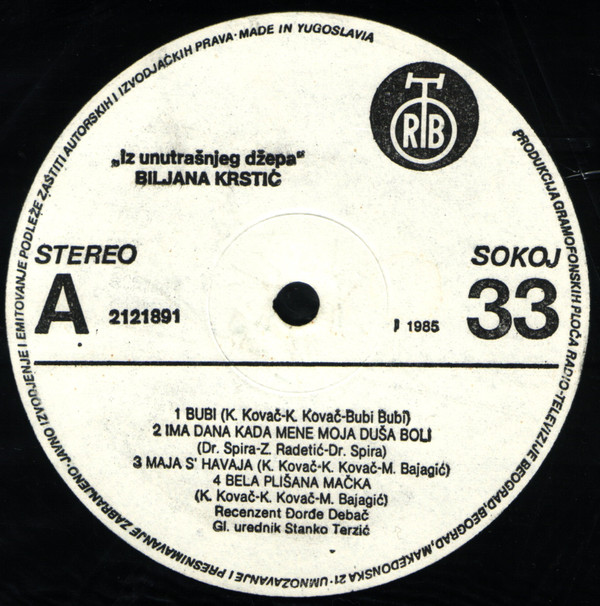 PRODUKCIJA GRAMOFONSKIH PLOČA RADIO-TELEVIZIJE BEOGRAD, BEOGRAD, MAKEDONSKA 21 · UMNOŽAVANJE I PRESNIMAVANJE ZABRANJENO · JAVNO IZVODJENJE I EMITOVANJE PODLEŽE ZAŠTITI AUTORSKIH I IZVODJAČKIH PRAVA · MADE IN YUGOSLAVIA
RTB
„Iz unutrašnjeg džepa“
BILJANA KRSTIĆ
STEREO SOKOJ
A 2121891 P 1985 33
1 BUBI (K. Kovač-K. Kovač-Bubi Bubi)
2 IMA DANA KADA MENE MOJA DUŠA BOLI
(Dr. Spira-Z. Radetić-Dr. Spira)
3 MAJA S' HAVAJA (K. Kovač-K. Kovač-M. Bajagić)
4 BELA PLIŠANA MAČKA
(K. Kovač-K. Kovač-M. Bajagić)
Recenzent Đorđe Debač
Gl. urednik Stanko Terzić